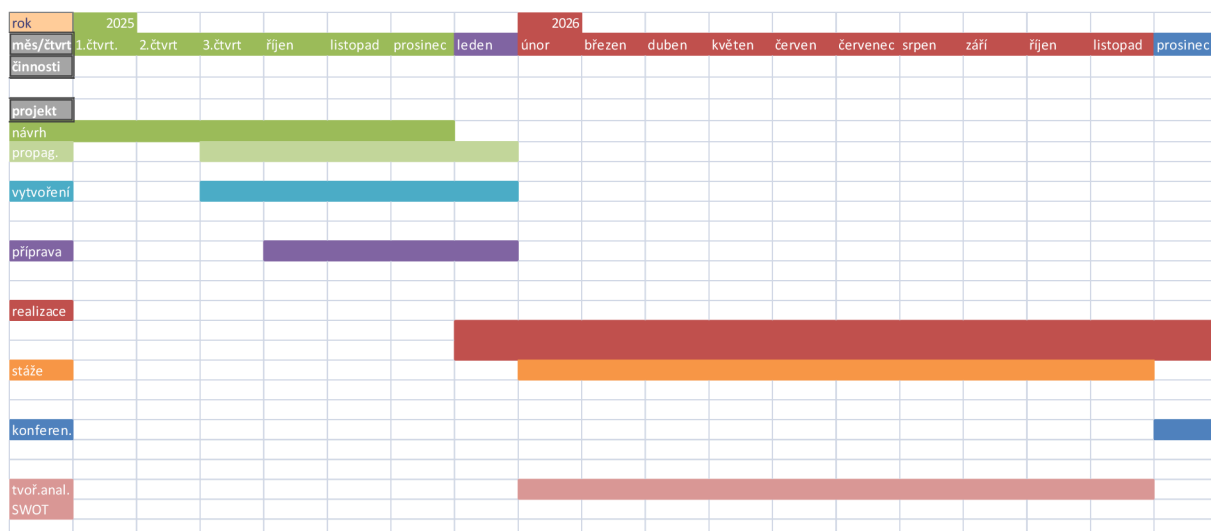 rok 2025 2026
měs/čtvrt 1.čtvrt. 2.čtvrt 3.čtvrt říjen listopad prosinec leden únor březen duben květen červen červenec srpen září říjen listopad prosinec
činnosti
projekt
návrh
propag.
vytvoření
příprava
realizace
stáže
konferen.
tvoř.anal.
SWOT